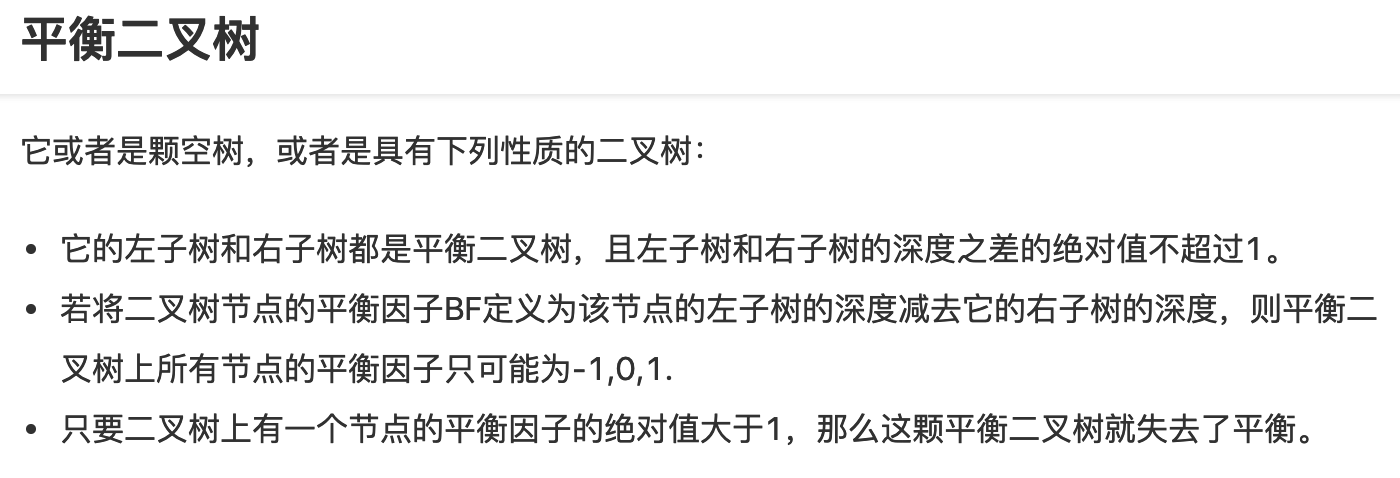 平衡二叉树
它或者是颗空树，或者是具有下列性质的二叉树：
• 它的左子树和右子树都是平衡二叉树，且左子树和右子树的深度之差的绝对值不超过1。
• 若将二叉树节点的平衡因子BF定义为该节点的左子树的深度减去它的右子树的深度，则平衡二
叉树上所有节点的平衡因子只可能为-1,0,1.
• 只要二叉树上有一个节点的平衡因子的绝对值大于1，那么这颗平衡二叉树就失去了平衡。